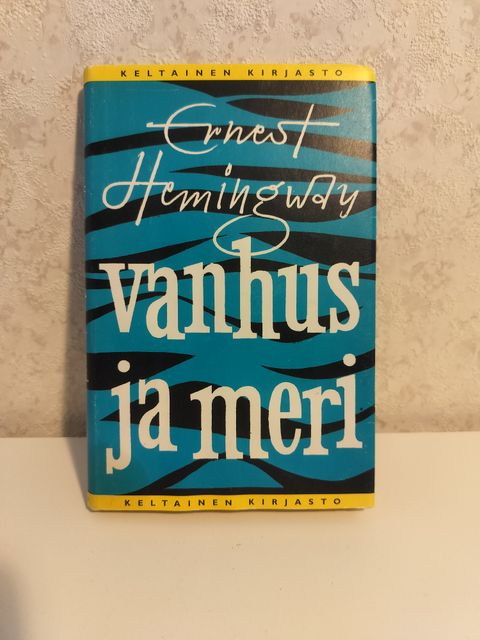 KELTAINEN KIRJASTO
Ernest
Hemingway
vanhus
ja meri
KELTAINEN KIRJASTO